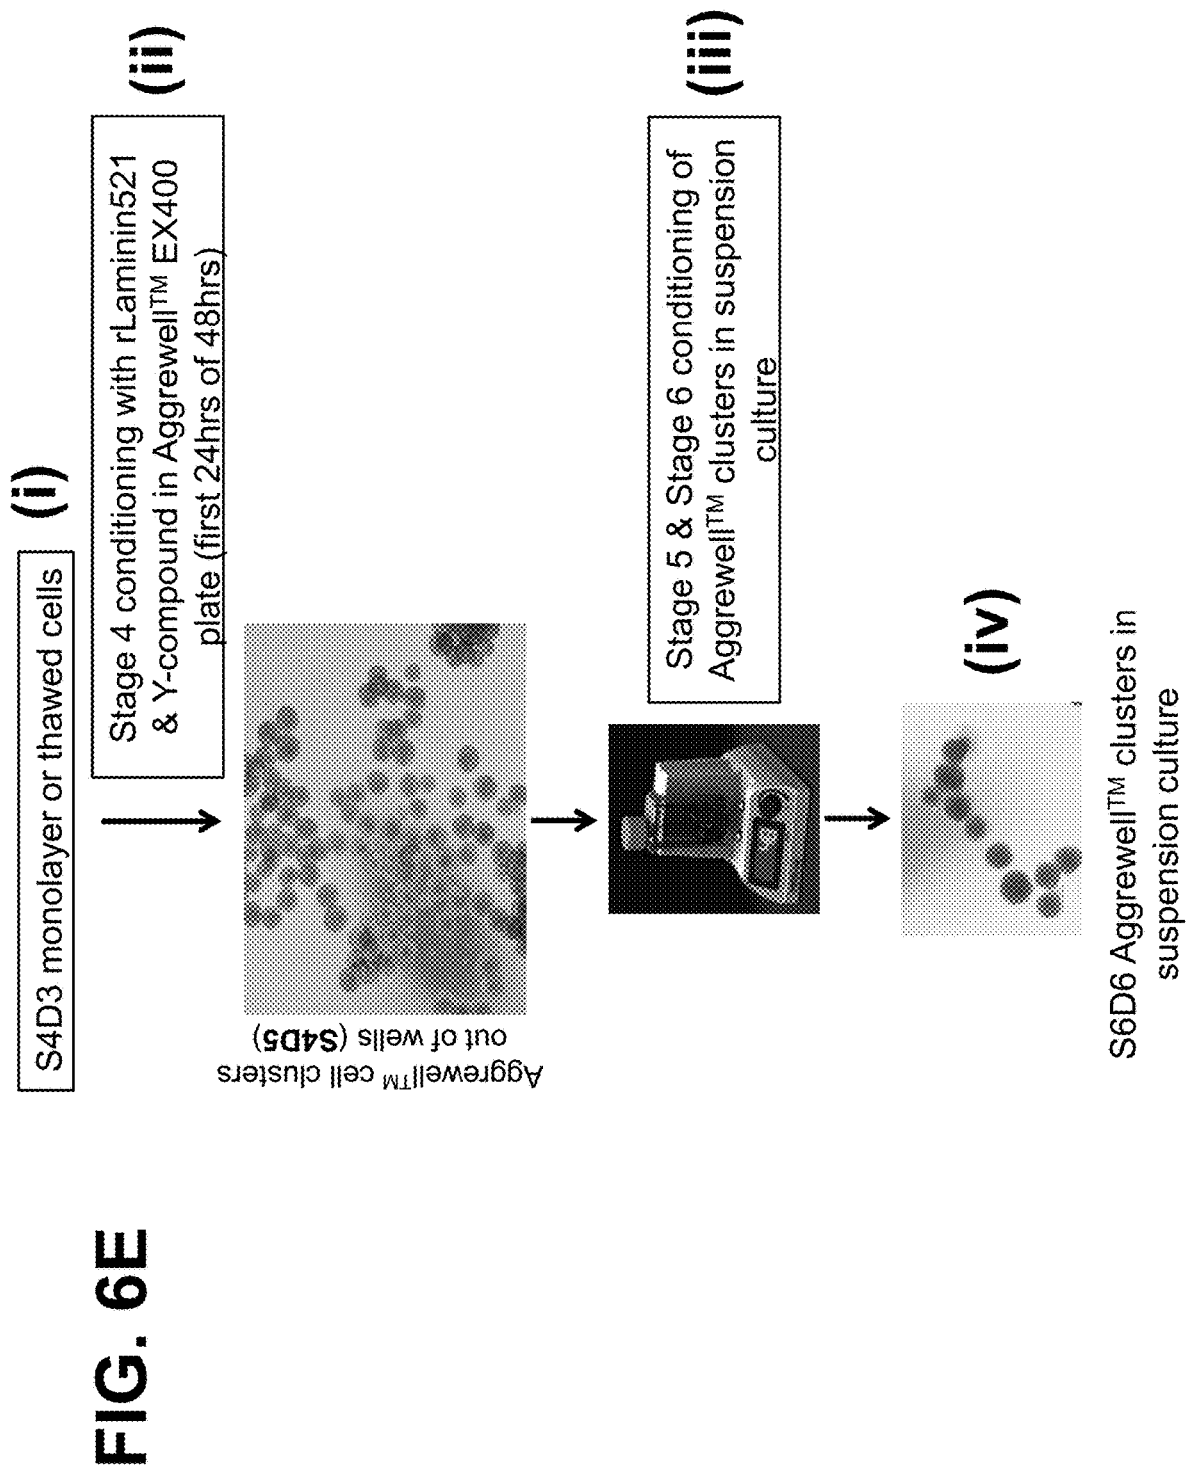 FIG. 6E
S4D3 monolayer or thawed cells
(i)
Stage 4 conditioning with rLaminin521
& Y-compound in Aggrewell™ EX400
plate (first 24hrs of 48hrs)
(ii)
Aggrewell™ cell clusters
out of wells (S4D5)
Stage 5 & Stage 6 conditioning of
Aggrewell™ clusters in suspension
culture
(iii)
(iv)
S6D6 Aggrewell™ clusters in
suspension culture